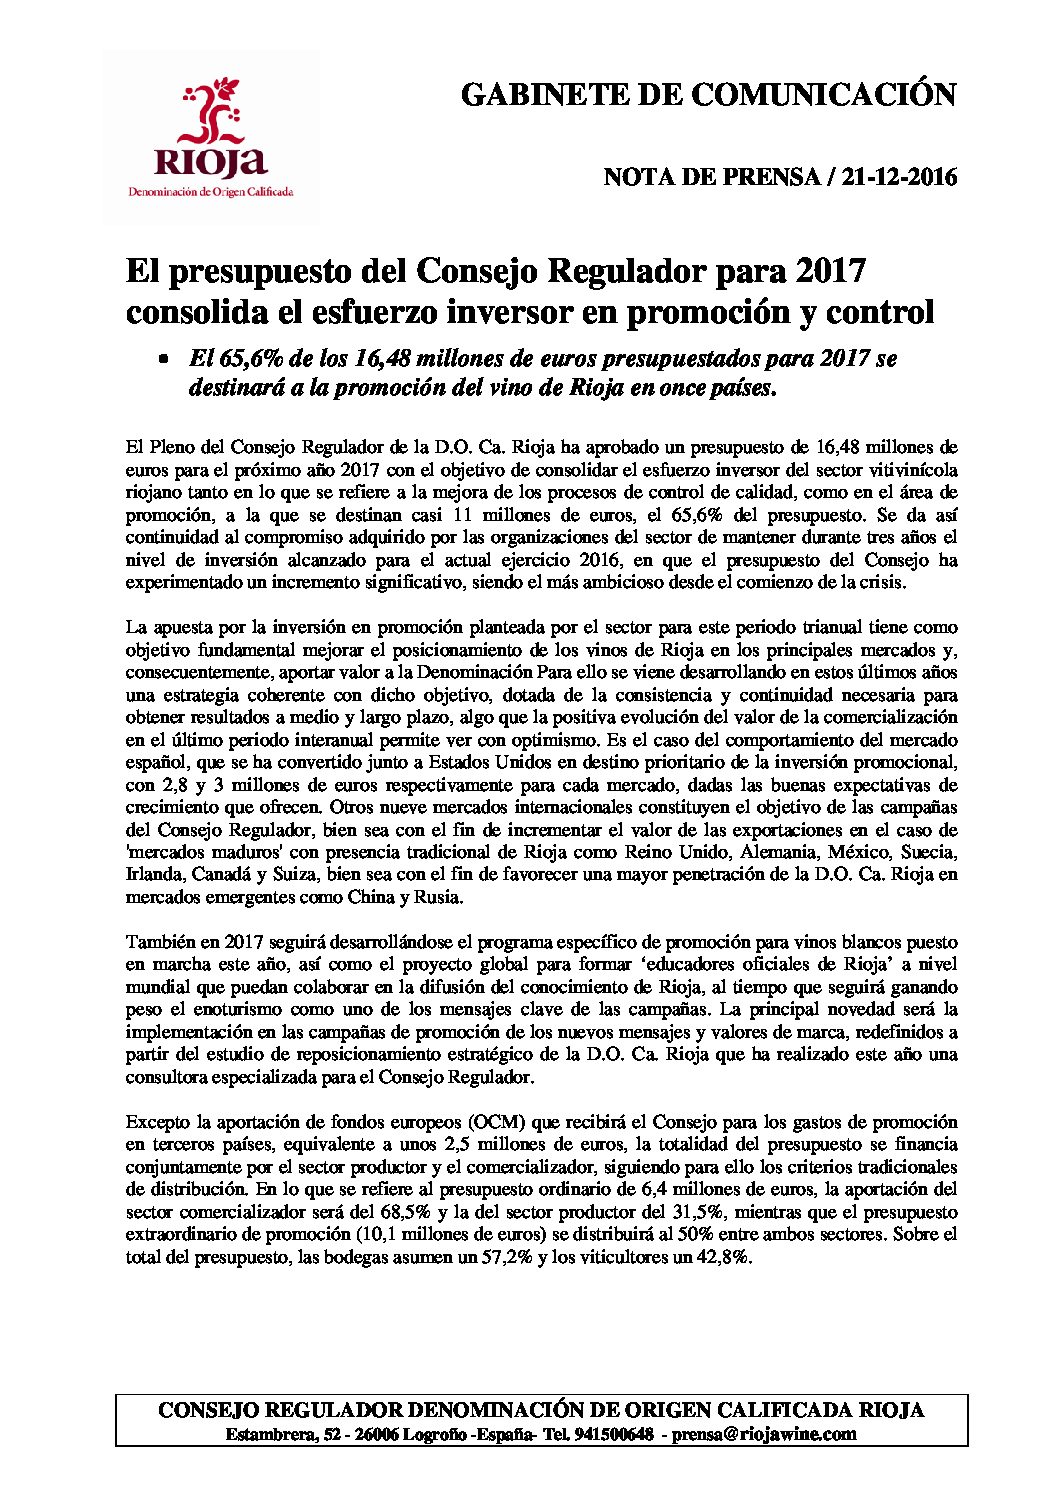 RIOJa
Denominación de Origen Calificada
GABINETE DE COMUNICACIÓN
NOTA DE PRENSA / 21-12-2016
El presupuesto del Consejo Regulador para 2017
consolida el esfuerzo inversor en promoción y control
• El 65,6% de los 16,48 millones de euros presupuestados para 2017 se
destinará a la promoción del vino de Rioja en once países.
El Pleno del Consejo Regulador de la D.O. Ca. Rioja ha aprobado un presupuesto de 16,48 millones de
euros para el próximo año 2017 con el objetivo de consolidar el esfuerzo inversor del sector vitivinícola
riojano tanto en lo que se refiere a la mejora de los procesos de control de calidad, como en el área de
promoción, a la que se destinan casi 11 millones de euros, el 65,6% del presupuesto. Se da así
continuidad al compromiso adquirido por las organizaciones del sector de mantener durante tres años el
nivel de inversión alcanzado para el actual ejercicio 2016, en que el presupuesto del Consejo ha
experimentado un incremento significativo, siendo el más ambicioso desde el comienzo de la crisis.
La apuesta por la inversión en promoción planteada por el sector para este periodo trianual tiene como
objetivo fundamental mejorar el posicionamiento de los vinos de Rioja en los principales mercados y,
consecuentemente, aportar valor a la Denominación Para ello se viene desarrollando en estos últimos años
una estrategia coherente con dicho objetivo, dotada de la consistencia y continuidad necesaria para
obtener resultados a medio y largo plazo, algo que la positiva evolución del valor de la comercialización
en el último periodo interanual permite ver con optimismo. Es el caso del comportamiento del mercado
español, que se ha convertido junto a Estados Unidos en destino prioritario de la inversión promocional,
con 2,8 y 3 millones de euros respectivamente para cada mercado, dadas las buenas expectativas de
crecimiento que ofrecen. Otros nueve mercados internacionales constituyen el objetivo de las campañas
del Consejo Regulador, bien sea con el fin de incrementar el valor de las exportaciones en el caso de
'mercados maduros' con presencia tradicional de Rioja como Reino Unido, Alemania, México, Suecia,
Irlanda, Canadá y Suiza, bien sea con el fin de favorecer una mayor penetración de la D.O. Ca. Rioja en
mercados emergentes como China y Rusia.
También en 2017 seguirá desarrollándose el programa específico de promoción para vinos blancos puesto
en marcha este año, así como el proyecto global para formar ‘educadores oficiales de Rioja’ a nivel
mundial que puedan colaborar en la difusión del conocimiento de Rioja, al tiempo que seguirá ganando
peso el enoturismo como uno de los mensajes clave de las campañas. La principal novedad será la
implementación en las campañas de promoción de los nuevos mensajes y valores de marca, redefinidos a
partir del estudio de reposicionamiento estratégico de la D.O. Ca. Rioja que ha realizado este año una
consultora especializada para el Consejo Regulador.
Excepto la aportación de fondos europeos (OCM) que recibirá el Consejo para los gastos de promoción
en terceros países, equivalente a unos 2,5 millones de euros, la totalidad del presupuesto se financia
conjuntamente por el sector productor y el comercializador, siguiendo para ello los criterios tradicionales
de distribución. En lo que se refiere al presupuesto ordinario de 6,4 millones de euros, la aportación del
sector comercializador será del 68,5% y la del sector productor del 31,5%, mientras que el presupuesto
extraordinario de promoción (10,1 millones de euros) se distribuirá al 50% entre ambos sectores. Sobre el
total del presupuesto, las bodegas asumen un 57,2% y los viticultores un 42,8%.
CONSEJO REGULADOR DENOMINACIÓN DE ORIGEN CALIFICADA RIOJA
Estambrera, 52 - 26006 Logroño -España- Tel. 941500648 - prensa@riojawine.com